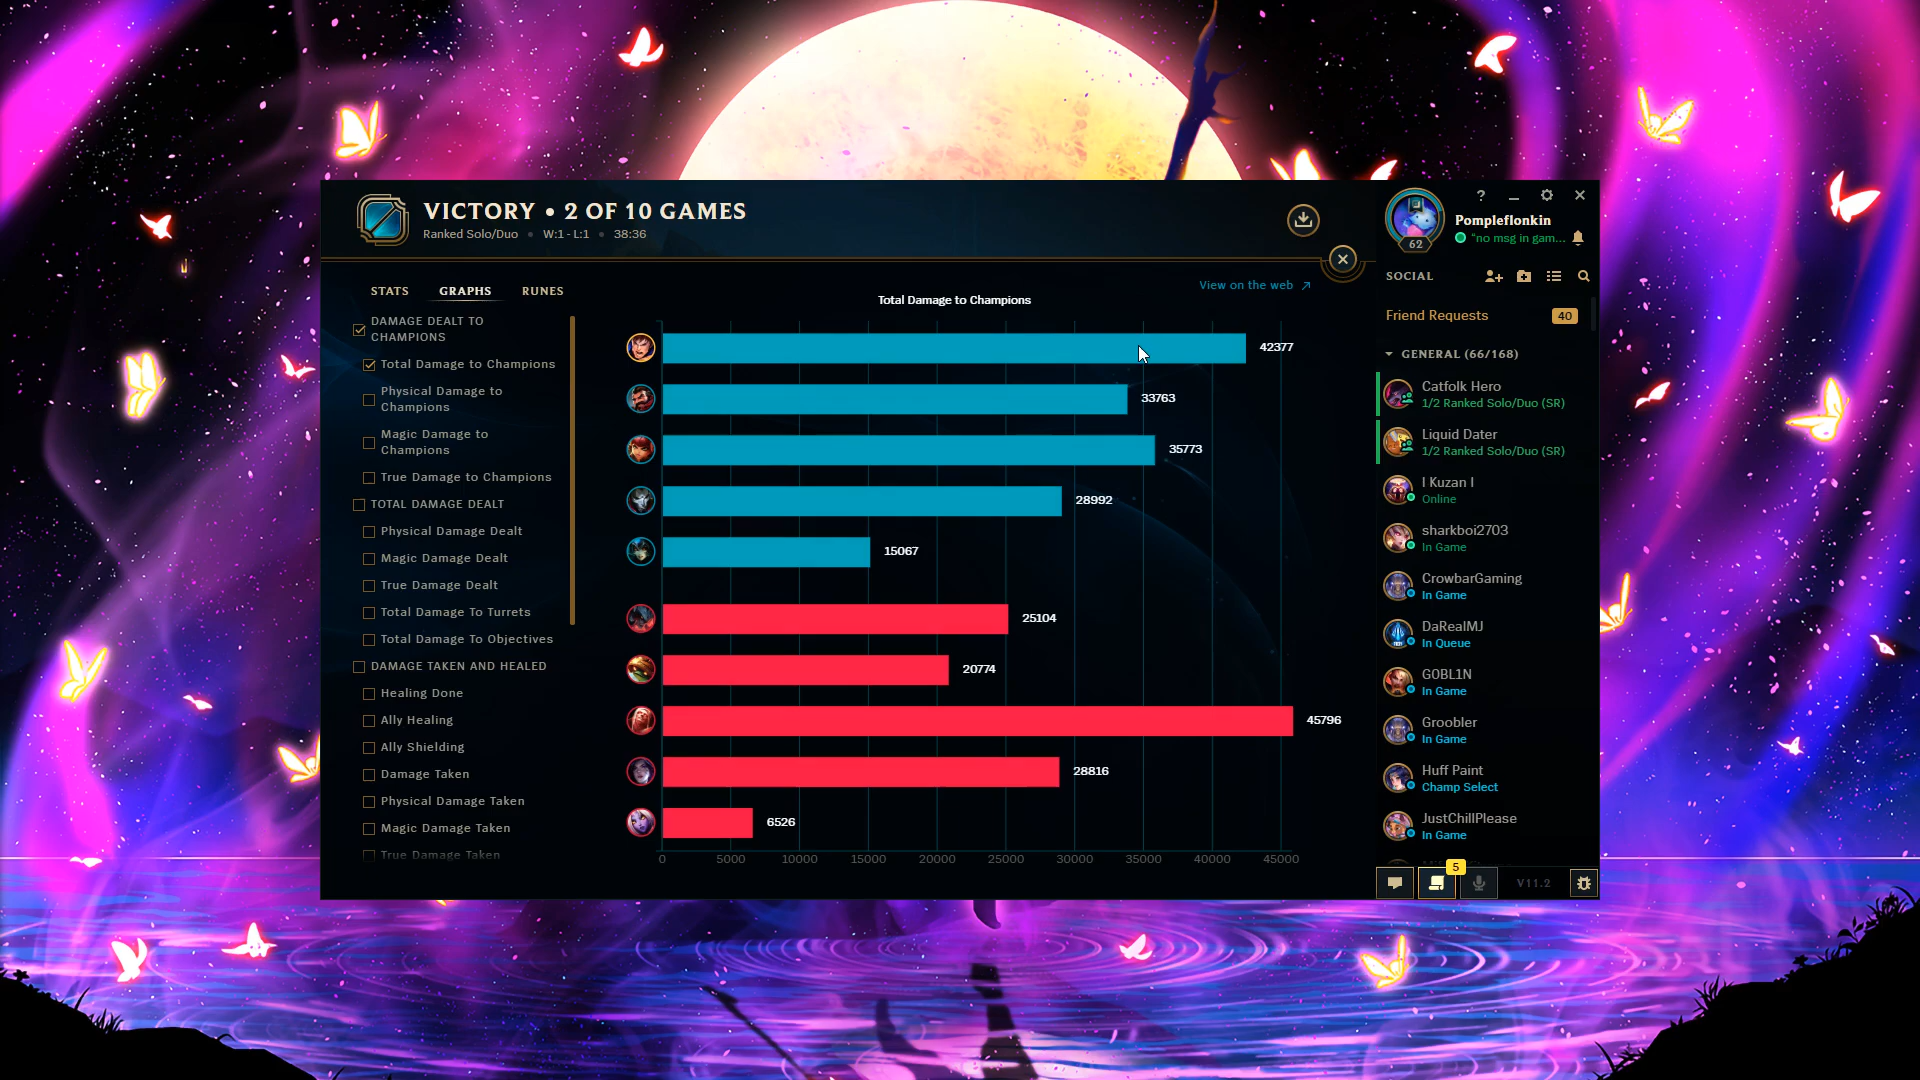 VICTORY • 2 OF 10 GAMES
Ranked Solo/Duo • W:1 - L:1 • 38:36
STATS
GRAPHS
RUNES
View on the web
DAMAGE DEALT TO
CHAMPIONS
Total Damage to Champions
Physical Damage to
Champions
Magic Damage to
Champions
True Damage to Champions
TOTAL DAMAGE DEALT
Physical Damage Dealt
Magic Damage Dealt
True Damage Dealt
Total Damage To Turrets
Total Damage To Objectives
DAMAGE TAKEN AND HEALED
Healing Done
Ally Healing
Ally Shielding
Damage Taken
Physical Damage Taken
Magic Damage Taken
True Damage Taken
Total Damage to Champions
42377
33763
35773
28992
15067
25104
20774
45796
28816
6526
0 5000 10000 15000 20000 25000 30000 35000 40000 45000
?
62
Pompleflonkin
"no msg in gam...
SOCIAL
Friend Requests
40
GENERAL (66/168)
Catfolk Hero
1/2 Ranked Solo/Duo (SR)
Liquid Dater
1/2 Ranked Solo/Duo (SR)
I Kuzan I
Online
sharkboi2703
In Game
CrowbarGaming
In Game
DaRealMJ
In Queue
G0BL1N
In Game
Groobler
In Game
Huff Paint
Champ Select
JustChillPlease
In Game
5
V11.2